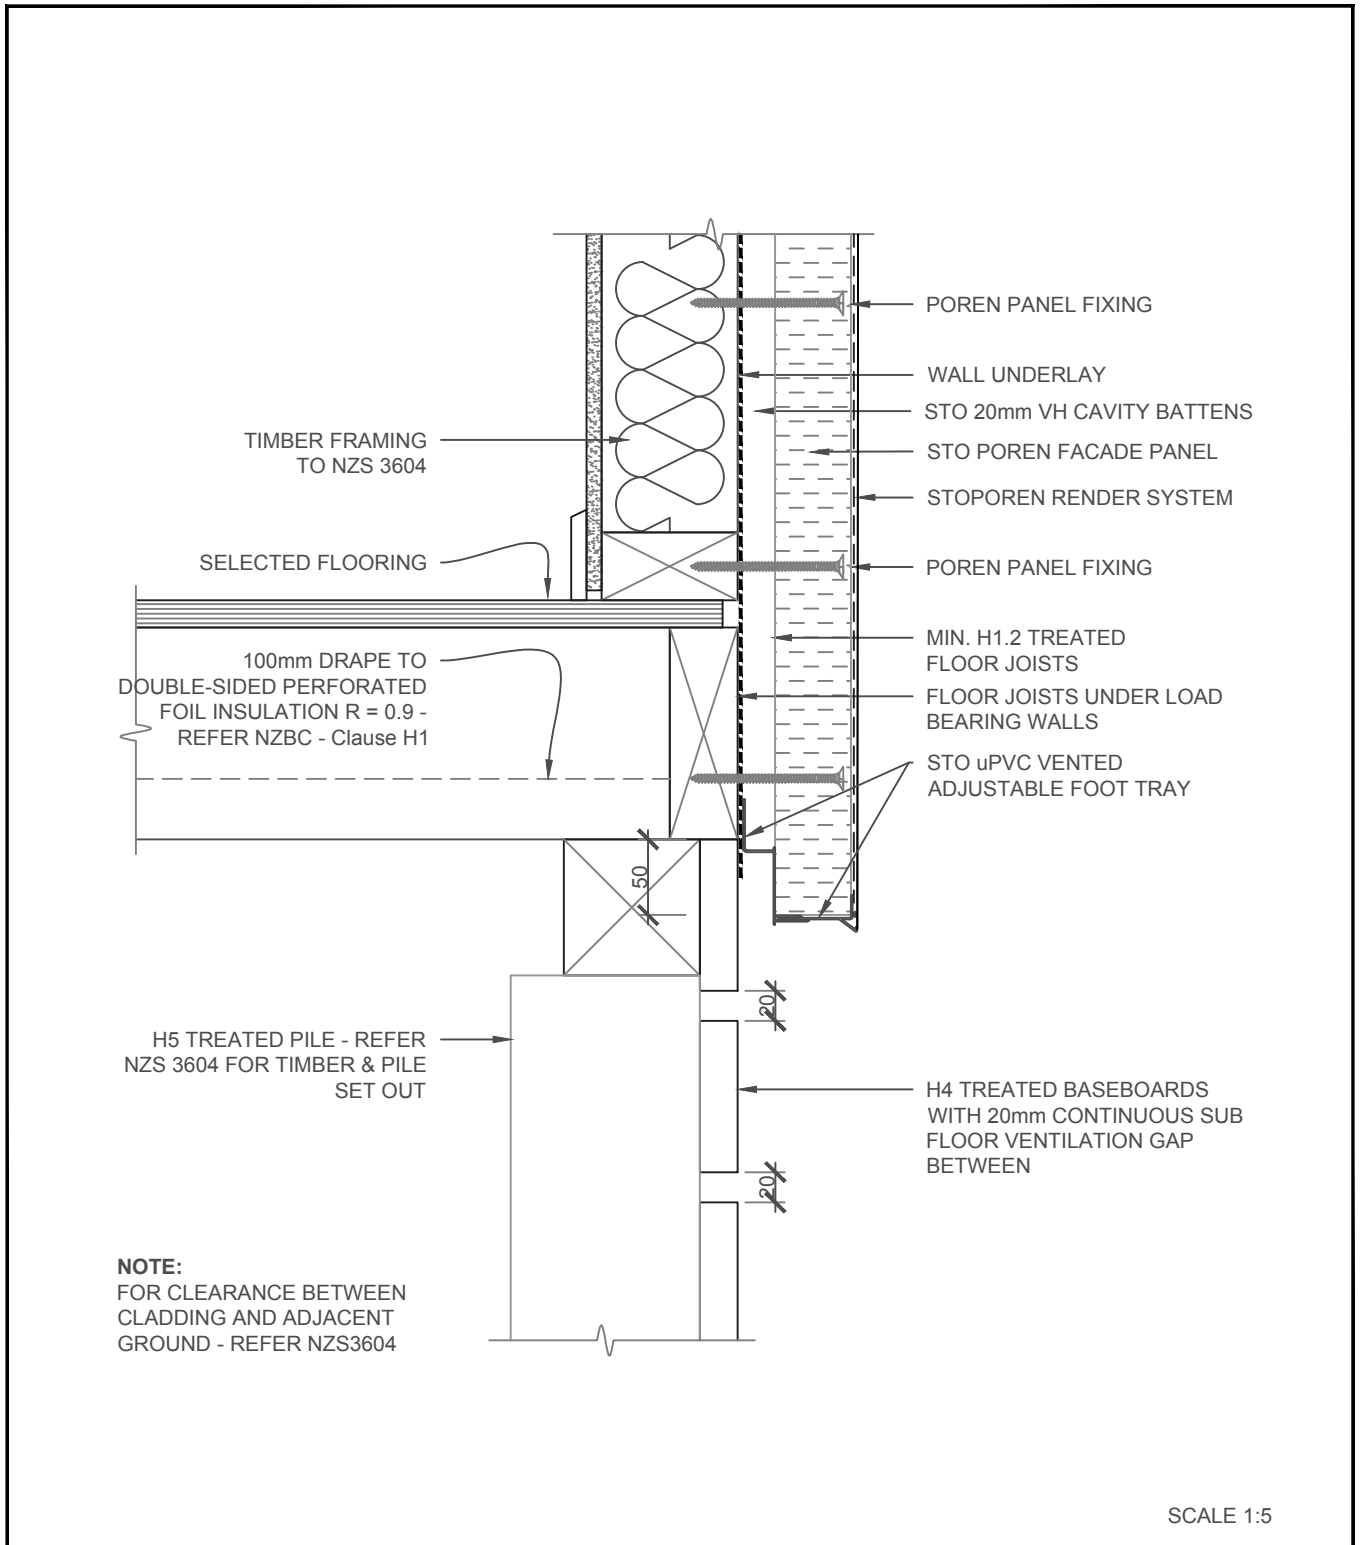 POREN PANEL FIXING
WALL UNDERLAY
STO 20mm VH CAVITY BATTENS
TIMBER FRAMING
TO NZS 3604
STO POREN FACADE PANEL
STOPOREN RENDER SYSTEM
SELECTED FLOORING
POREN PANEL FIXING
MIN. H1.2 TREATED
FLOOR JOISTS
100mm DRAPE TO
DOUBLE-SIDED PERFORATED
FOIL INSULATION R = 0.9 -
REFER NZBC - Clause H1
FLOOR JOISTS UNDER LOAD
BEARING WALLS
STO uPVC VENTED
ADJUSTABLE FOOT TRAY
50
20
H5 TREATED PILE - REFER
NZS 3604 FOR TIMBER & PILE
SET OUT
H4 TREATED BASEBOARDS
WITH 20mm CONTINUOUS SUB
FLOOR VENTILATION GAP
BETWEEN
20
NOTE:
FOR CLEARANCE BETWEEN
CLADDING AND ADJACENT
GROUND - REFER NZS3604
SCALE 1:5